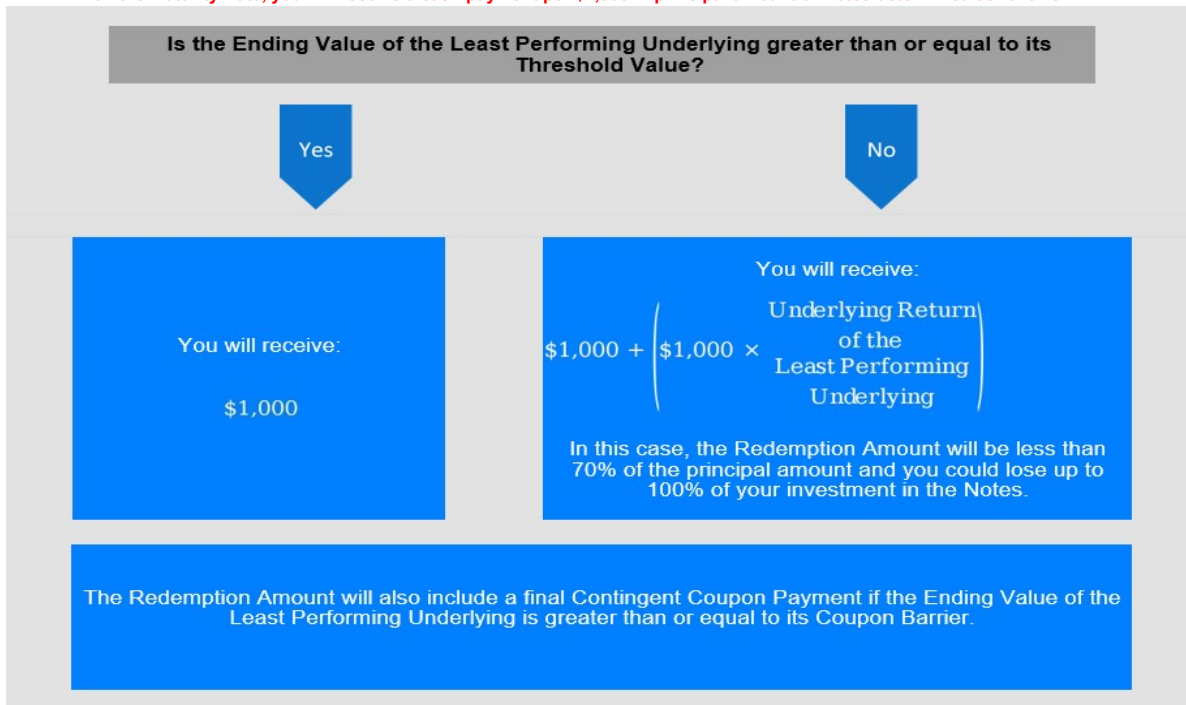 Is the Ending Value of the Least Performing Underlying greater than or equal to its
Threshold Value?
Yes
No
You will receive:
$1,000
You will receive:
$1,000 + ($1,000 × Underlying Return
of the
Least Performing
Underlying)
In this case, the Redemption Amount will be less than
70% of the principal amount and you could lose up to
100% of your investment in the Notes.
The Redemption Amount will also include a final Contingent Coupon Payment if the Ending Value of the
Least Performing Underlying is greater than or equal to its Coupon Barrier.